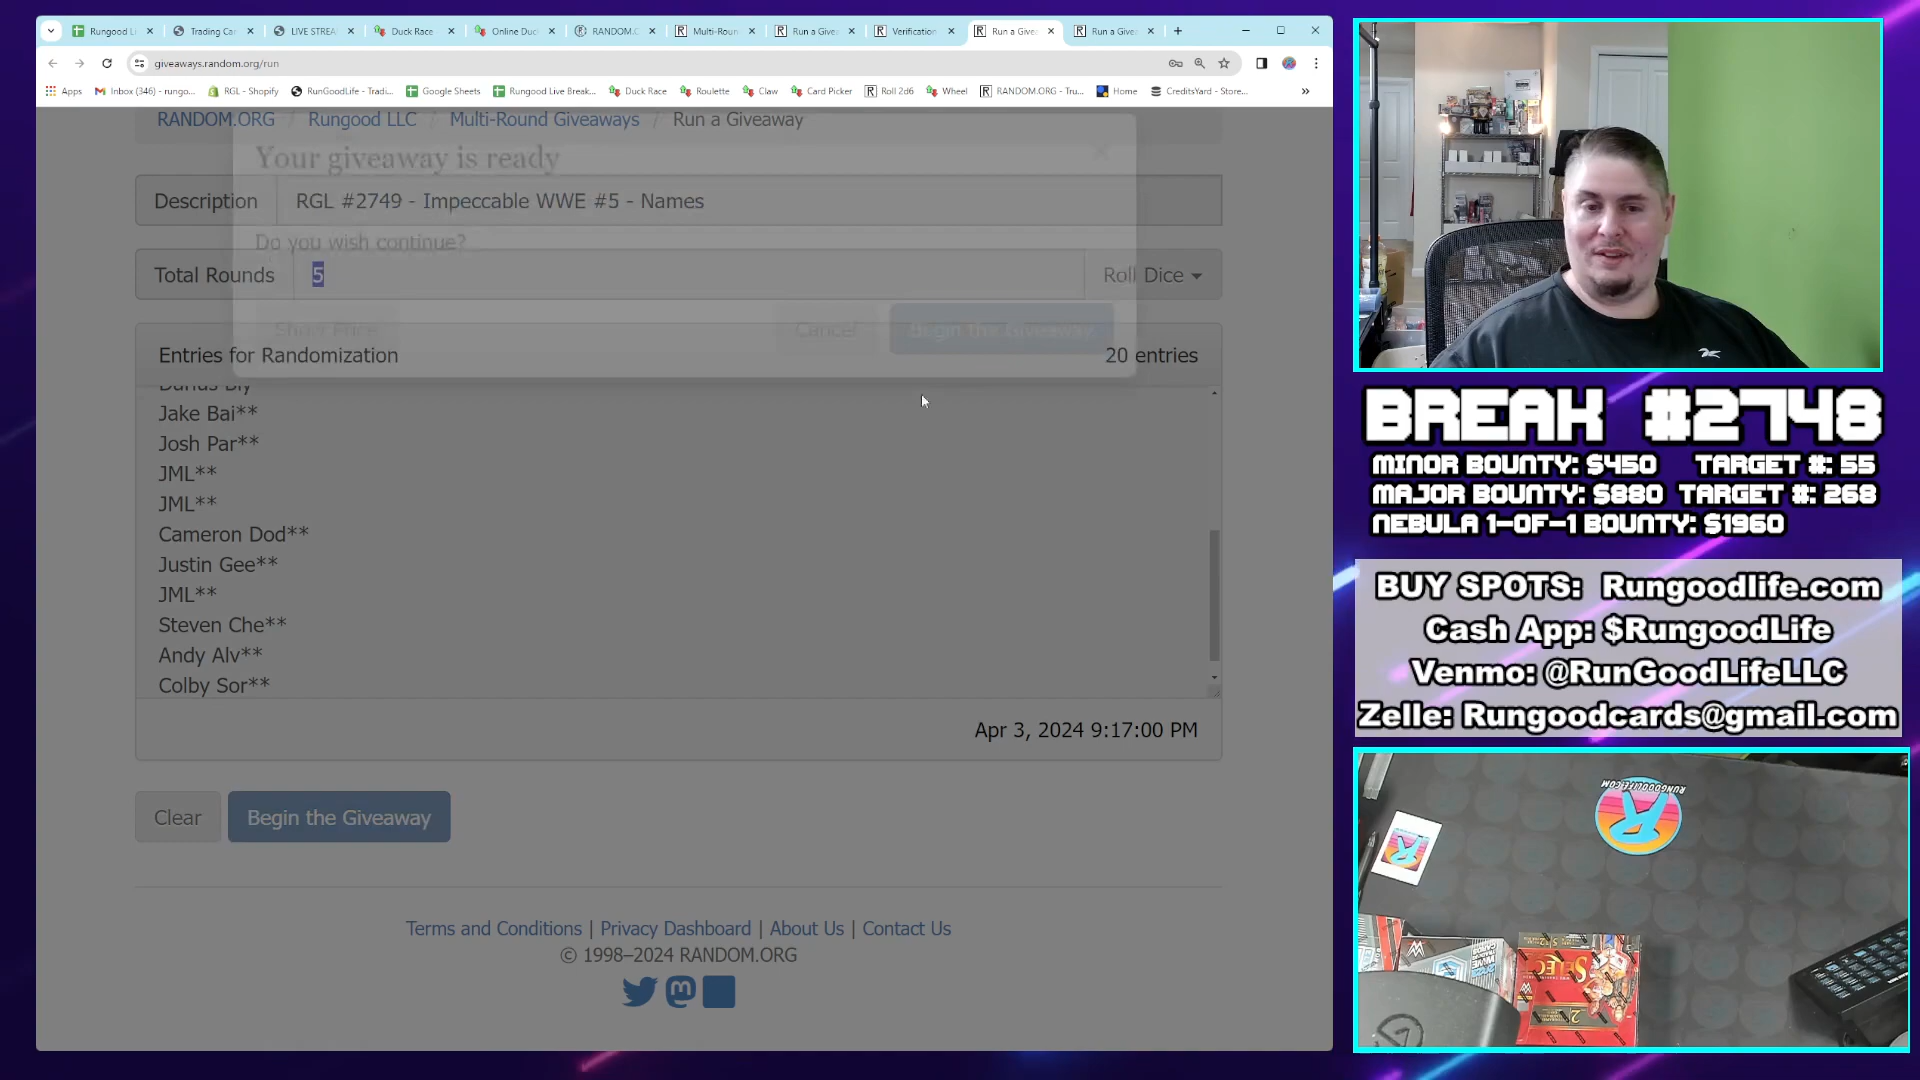 Rungood Li
Trading Ca
LIVE STREA
Duck Race
Online Duc
RANDOM.C
Multi-Roun
Run a Give
Verification
Run a Give
Run a Give
giveaways.random.org/run
Apps
Inbox (346) - rungo...
RGL - Shopify
RunGoodLife - Tradi...
Google Sheets
Rungood Live Break...
Duck Race
Roulette
Claw
Card Picker
Roll 2d6
Wheel
RANDOM.ORG - Tru...
Home
CreditsYard - Store...
RANDOM.ORG / Rungood LLC / Multi-Round Giveaways / Run a Giveaway
Your giveaway is ready
Description RGL #2749 - Impeccable WWE #5 - Names
Do you wish continue?
Total Rounds 5 Roll Dice
Show Price Cancel Begin the Giveaway
Entries for Randomization 20 entries
Darius Bly
Jake Bai**
Josh Par**
JML**
JML**
Cameron Dod**
Justin Gee**
JML**
Steven Che**
Andy Alv**
Colby Sor**
Apr 3, 2024 9:17:00 PM
Clear Begin the Giveaway
Terms and Conditions | Privacy Dashboard | About Us | Contact Us
© 1998–2024 RANDOM.ORG
BREAK #2748
MINOR BOUNTY: $450 TARGET #: 55
MAJOR BOUNTY: $880 TARGET #: 268
NEBULA 1-OF-1 BOUNTY: $1960
BUY SPOTS: Rungoodlife.com
Cash App: $RungoodLife
Venmo: @RunGoodLifeLLC
Zelle: Rungoodcards@gmail.com
RUNGOODLIFE.COM
SELECT